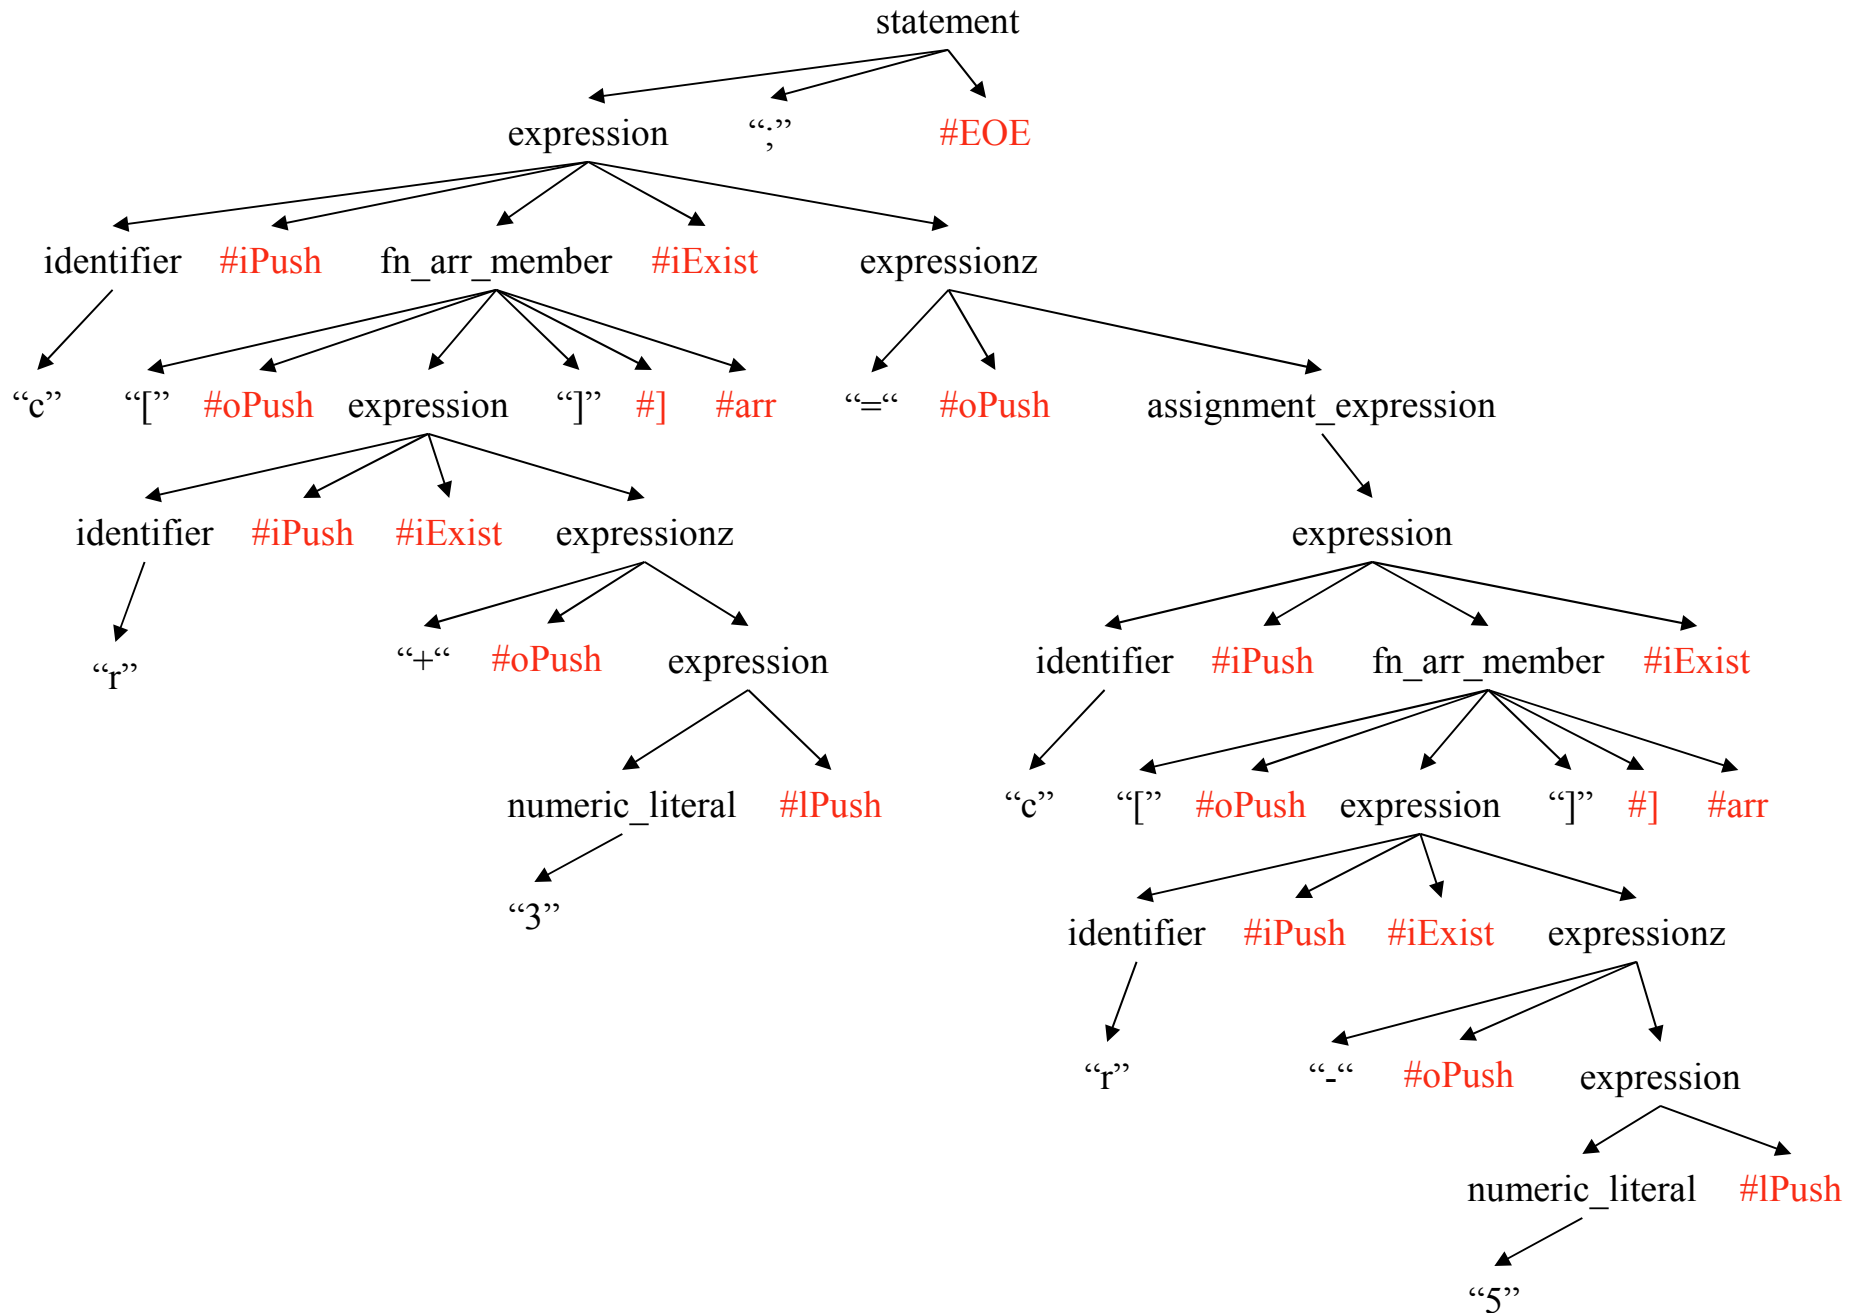 statement
expression “;” #EOE
identifier #iPush fn_arr_member #iExist expressionz
“c” “[” #oPush expression “]” #] #arr “=“ #oPush assignment_expression
identifier #iPush #iExist expressionz expression
“r” “+“ #oPush expression identifier #iPush fn_arr_member #iExist
numeric_literal #lPush “c” “[” #oPush expression “]” #] #arr
“3” identifier #iPush #iExist expressionz
“r” “-“ #oPush expression
numeric_literal #lPush
“5”